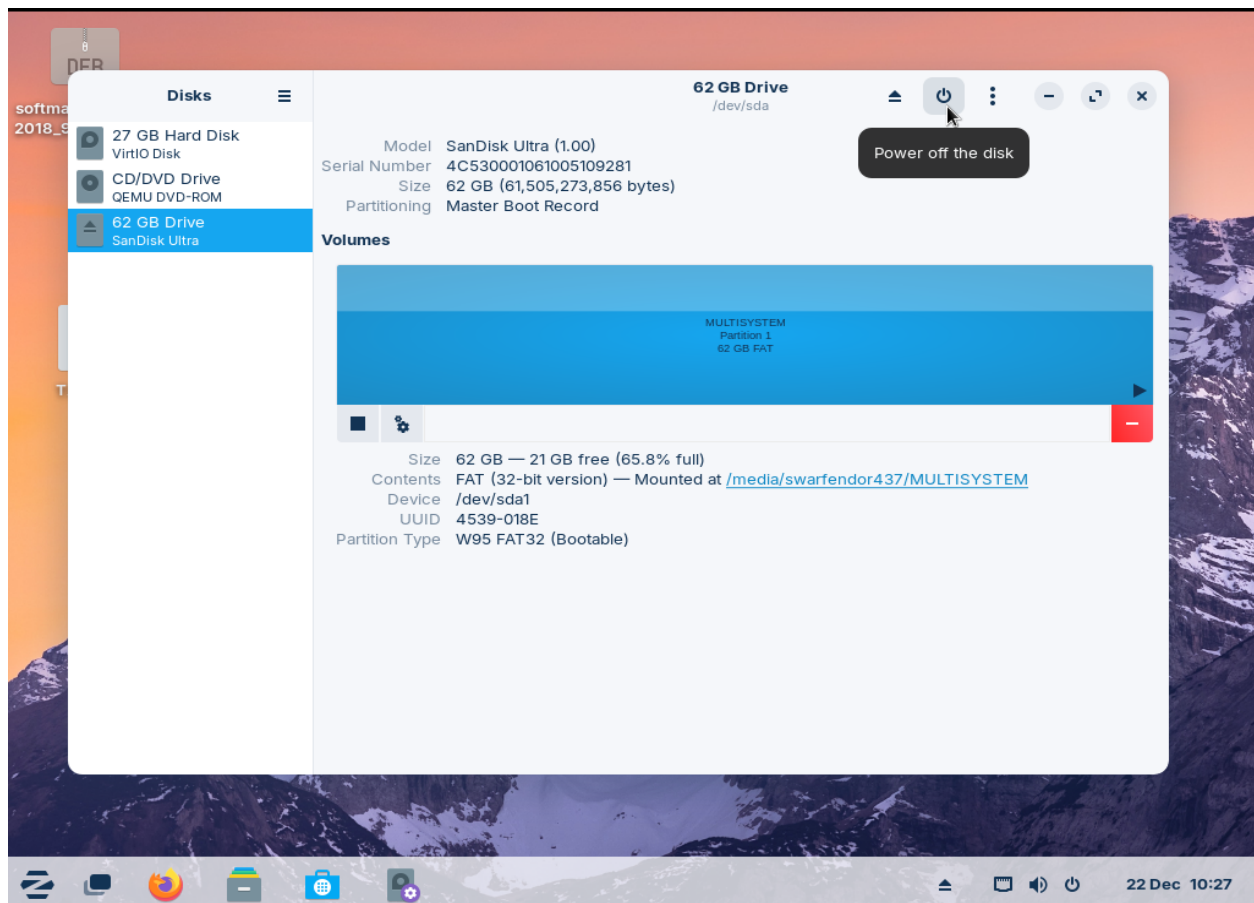 8
DEB
softma
2018_9
T
Disks
62 GB Drive
/dev/sda
27 GB Hard Disk
VirtIO Disk
CD/DVD Drive
QEMU DVD-ROM
62 GB Drive
SanDisk Ultra
Power off the disk
Model SanDisk Ultra (1.00)
Serial Number 4C530001061005109281
Size 62 GB (61,505,273,856 bytes)
Partitioning Master Boot Record
Volumes
MULTISYSTEM
Partition 1
62 GB FAT
Size 62 GB — 21 GB free (65.8% full)
Contents FAT (32-bit version) — Mounted at /media/swarfendor437/MULTISYSTEM
Device /dev/sda1
UUID 4539-018E
Partition Type W95 FAT32 (Bootable)
22 Dec 10:27